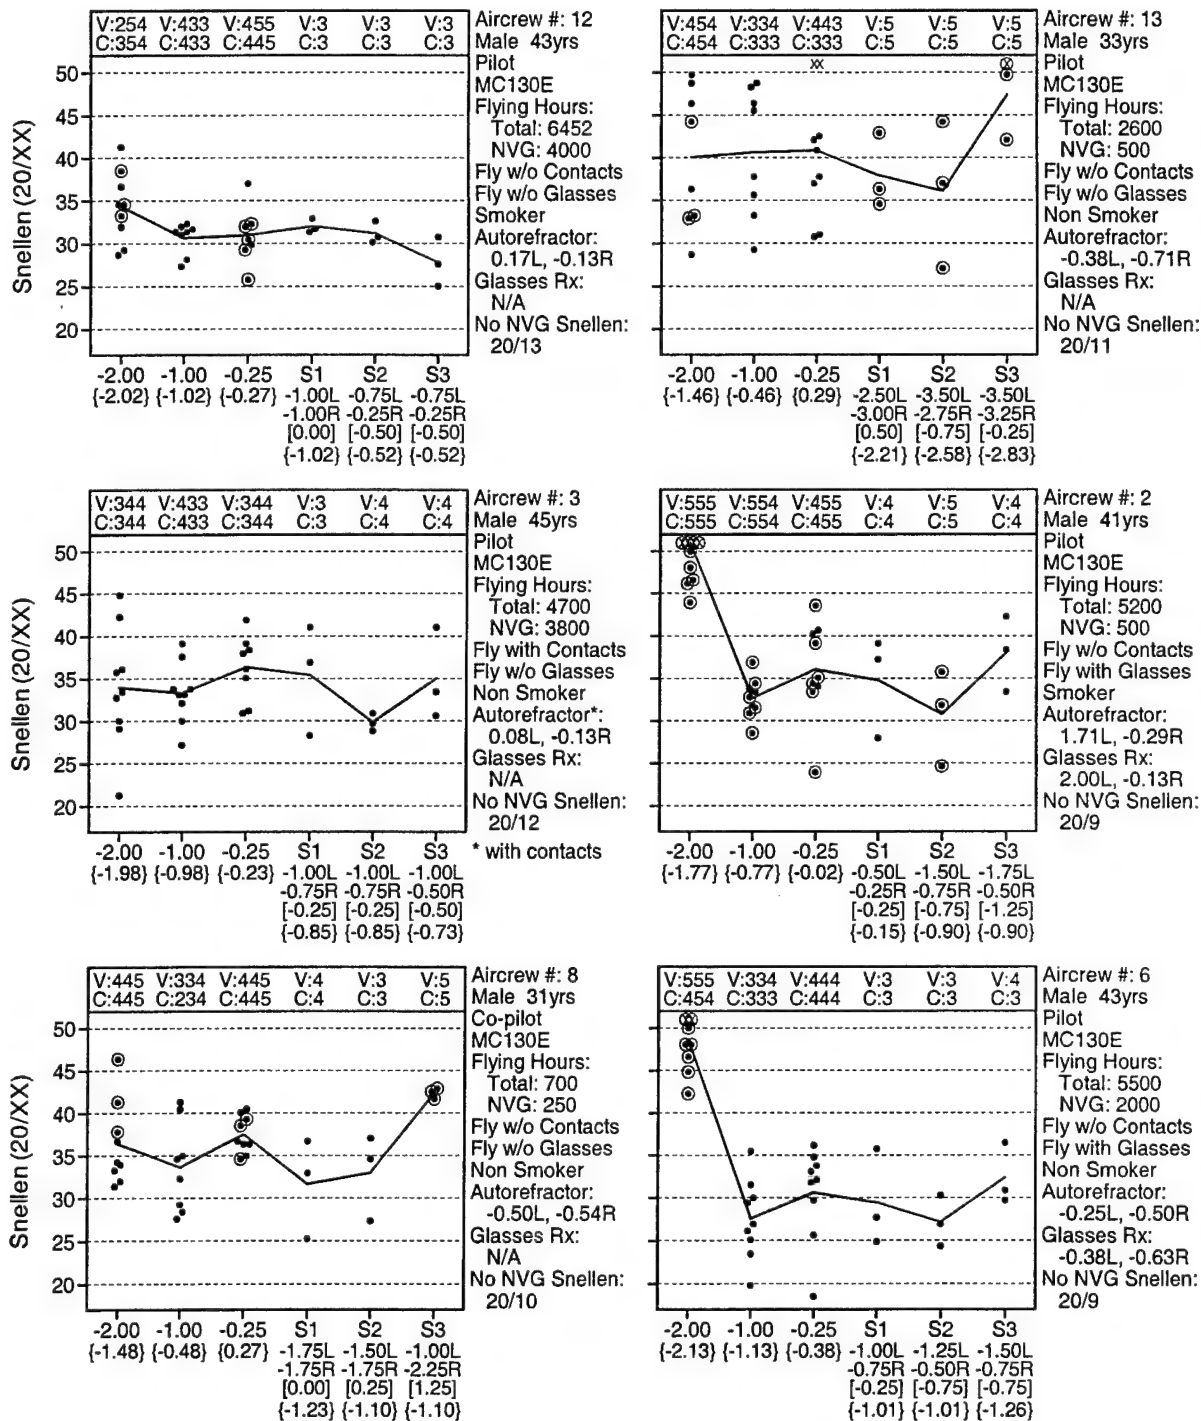 V:254 V:433 V:455 V:3 V:3 V:3
C:354 C:433 C:445 C:3 C:3 C:3
Aircrew #: 12
Male 43yrs
Pilot
MC130E
Flying Hours:
Total: 6452
NVG: 4000
Fly w/o Contacts
Fly w/o Glasses
Smoker
Autorefractor:
0.17L, -0.13R
Glasses Rx:
N/A
No NVG Snellen:
20/13
Snellen (20/XX)
50
45
40
35
30
25
20
-2.00 -1.00 -0.25 S1 S2 S3
{-2.02} {-1.02} {-0.27} -1.00L -0.75L -0.75L
-1.00R -0.25R -0.25R
[0.00] [-0.50] [-0.50]
{-1.02} {-0.52} {-0.52}
V:454 V:334 V:443 V:5 V:5 V:5
C:454 C:333 C:333 C:5 C:5 C:5
Aircrew #: 13
Male 33yrs
Pilot
MC130E
Flying Hours:
Total: 2600
NVG: 500
Fly w/o Contacts
Fly w/o Glasses
Non Smoker
Autorefractor:
-0.38L, -0.71R
Glasses Rx:
N/A
No NVG Snellen:
20/11
-2.00 -1.00 -0.25 S1 S2 S3
{-1.46} {-0.46} {0.29} -2.50L -3.50L -3.50L
-3.00R -2.75R -3.25R
[0.50] [-0.75] [-0.25]
{-2.21} {-2.58} {-2.83}
V:344 V:433 V:344 V:3 V:4 V:4
C:344 C:433 C:344 C:3 C:4 C:4
Aircrew #: 3
Male 45yrs
Pilot
MC130E
Flying Hours:
Total: 4700
NVG: 3800
Fly with Contacts
Fly w/o Glasses
Non Smoker
Autorefractor*:
0.08L, -0.13R
Glasses Rx:
N/A
No NVG Snellen:
20/12
* with contacts
Snellen (20/XX)
50
45
40
35
30
25
20
-2.00 -1.00 -0.25 S1 S2 S3
{-1.98} {-0.98} {-0.23} -1.00L -1.00L -1.00L
-0.75R -0.75R -0.50R
[-0.25] [-0.25] [-0.50]
{-0.85} {-0.85} {-0.73}
V:555 V:554 V:455 V:4 V:5 V:4
C:555 C:554 C:455 C:4 C:5 C:4
Aircrew #: 2
Male 41yrs
Pilot
MC130E
Flying Hours:
Total: 5200
NVG: 500
Fly w/o Contacts
Fly with Glasses
Smoker
Autorefractor:
1.71L, -0.29R
Glasses Rx:
2.00L, -0.13R
No NVG Snellen:
20/9
-2.00 -1.00 -0.25 S1 S2 S3
{-1.77} {-0.77} {-0.02} -0.50L -1.50L -1.75L
-0.25R -0.75R -0.50R
[-0.25] [-0.75] [-1.25]
{-0.15} {-0.90} {-0.90}
V:445 V:334 V:445 V:4 V:3 V:5
C:445 C:234 C:445 C:4 C:3 C:5
Aircrew #: 8
Male 31yrs
Co-pilot
MC130E
Flying Hours:
Total: 700
NVG: 250
Fly w/o Contacts
Fly w/o Glasses
Non Smoker
Autorefractor:
-0.50L, -0.54R
Glasses Rx:
N/A
No NVG Snellen:
20/10
Snellen (20/XX)
50
45
40
35
30
25
20
-2.00 -1.00 -0.25 S1 S2 S3
{-1.48} {-0.48} {0.27} -1.75L -1.50L -1.00L
-1.75R -1.75R -2.25R
[0.00] [0.25] [1.25]
{-1.23} {-1.10} {-1.10}
V:555 V:334 V:444 V:3 V:3 V:4
C:454 C:333 C:444 C:3 C:3 C:3
Aircrew #: 6
Male 43yrs
Pilot
MC130E
Flying Hours:
Total: 5500
NVG: 2000
Fly w/o Contacts
Fly with Glasses
Non Smoker
Autorefractor:
-0.25L, -0.50R
Glasses Rx:
-0.38L, -0.63R
No NVG Snellen:
20/9
-2.00 -1.00 -0.25 S1 S2 S3
{-2.13} {-1.13} {-0.38} -1.00L -1.25L -1.50L
-0.75R -0.50R -0.75R
[-0.25] [-0.75] [-0.75]
{-1.01} {-1.01} {-1.26}